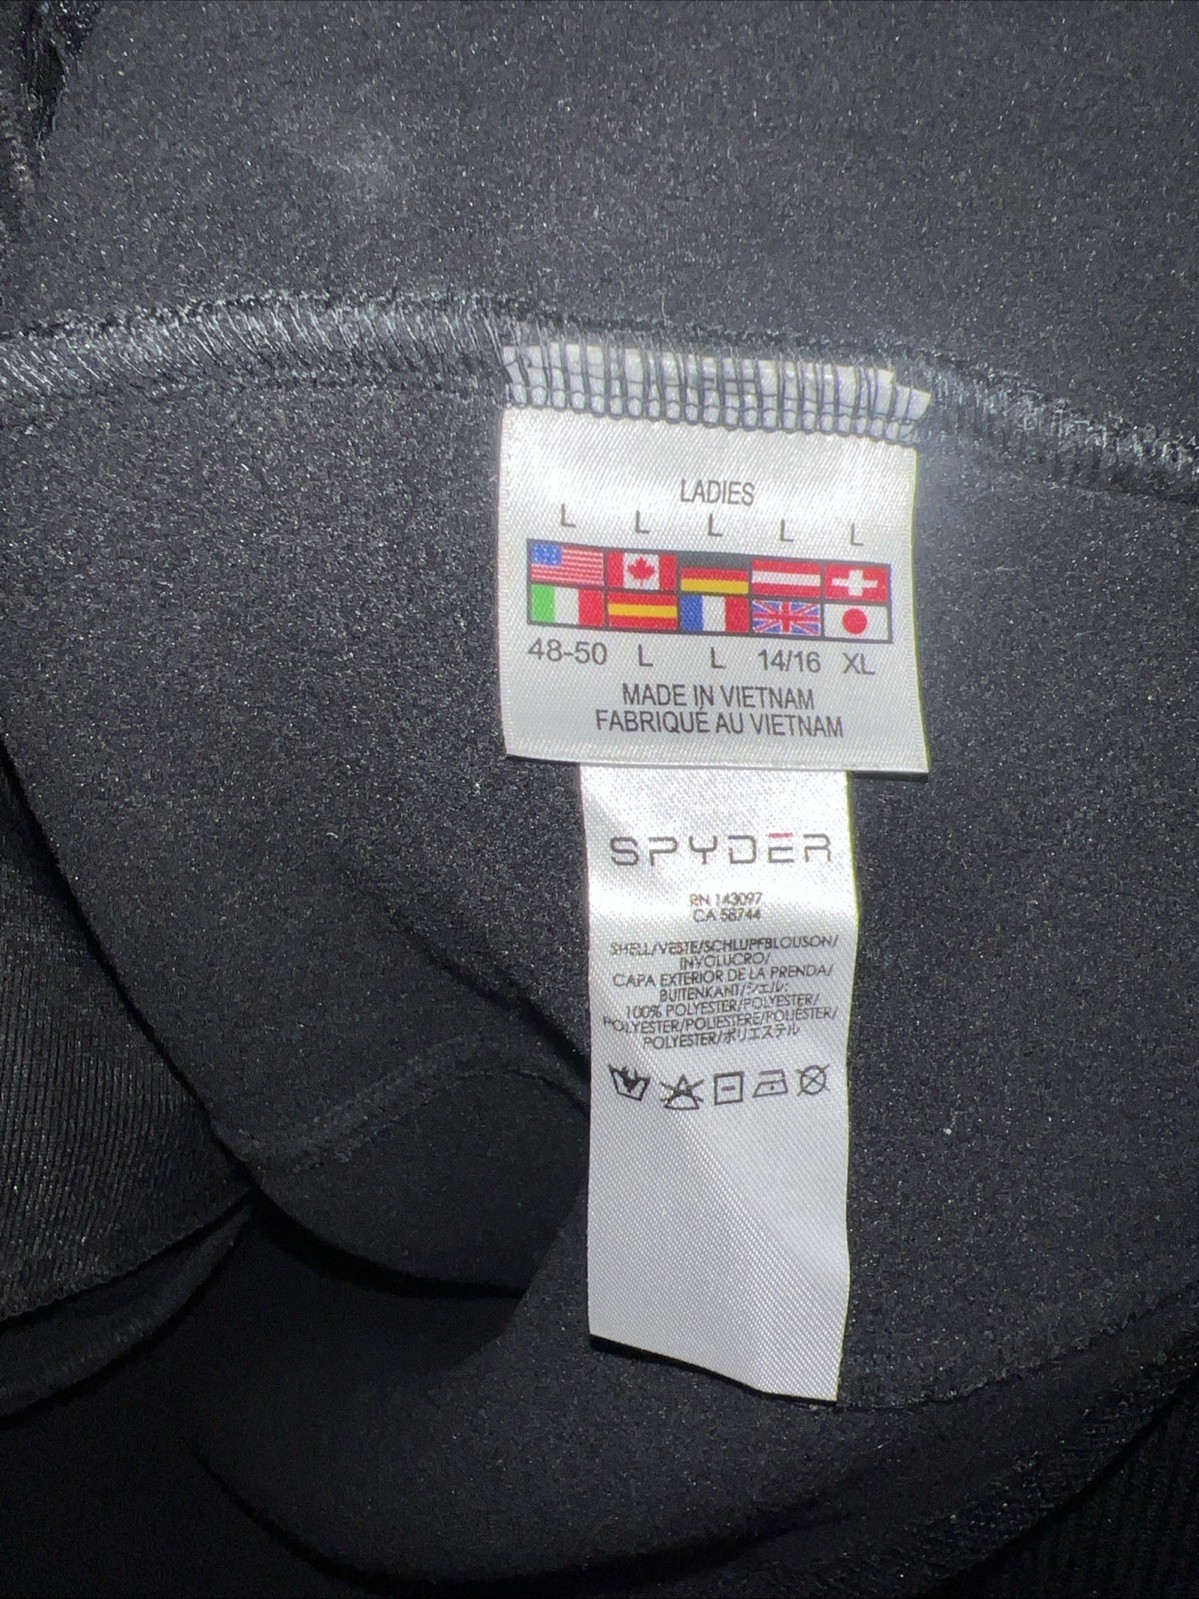 LADIES
L L L L L
48-50 L L 14/16 XL
MADE IN VIETNAM
FABRIQUÉ AU VIETNAM
SPYDER
RN 143097
CA 58744
SHELL/VESTE/SCHLUPFBLOUSON/
INVOLUCRO/
CAPA EXTERIOR DE LA PRENDA/
BUITENKANT/シェル:
100% POLYESTER/POLYESTER/
POLYESTER/POLIESTERE/POLIESTER/
POLYESTER/ポリエステル